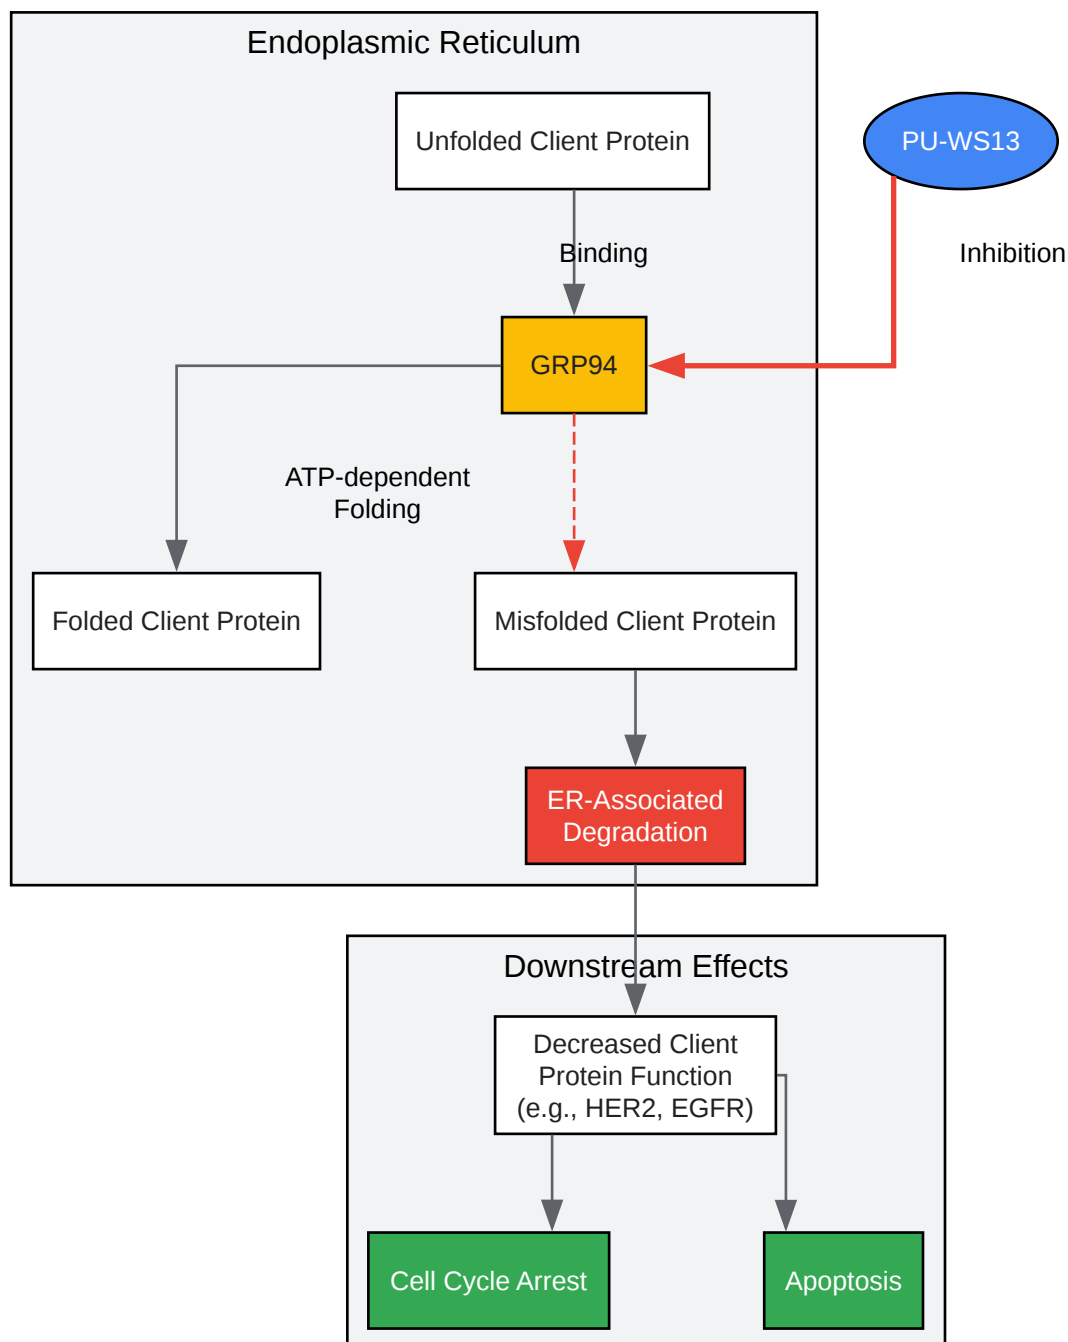 Endoplasmic Reticulum
Unfolded Client Protein
PU-WS13
Binding
Inhibition
GRP94
ATP-dependent
Folding
Folded Client Protein
Misfolded Client Protein
ER-Associated
Degradation
Downstream Effects
Decreased Client
Protein Function
(e.g., HER2, EGFR)
Cell Cycle Arrest
Apoptosis